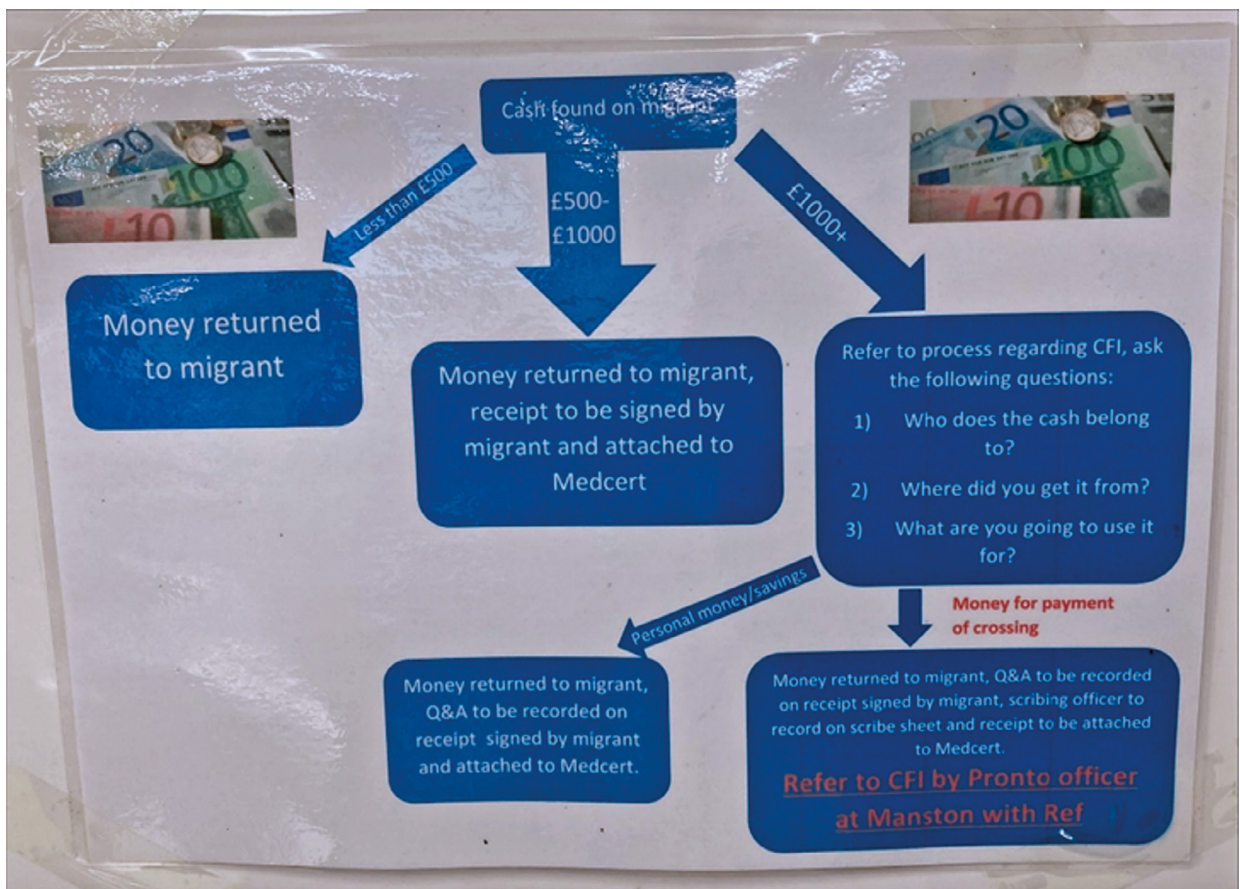 Cash found on migrant
20
100
10
20
100
10
Less than £500
£500-
£1000
£1000+
Money returned
to migrant
Money returned to migrant,
receipt to be signed by
migrant and attached to
Medcert
Refer to process regarding CFI, ask
the following questions:
1) Who does the cash belong
to?
2) Where did you get it from?
3) What are you going to use it
for?
Personal money/savings
Money for payment
of crossing
Money returned to migrant,
Q&A to be recorded on
receipt signed by migrant
and attached to Medcert.
Money returned to migrant, Q&A to be recorded
on receipt signed by migrant, scribing officer to
record on scribe sheet and receipt to be attached
to Medcert.
Refer to CFI by Pronto officer
at Manston with Ref